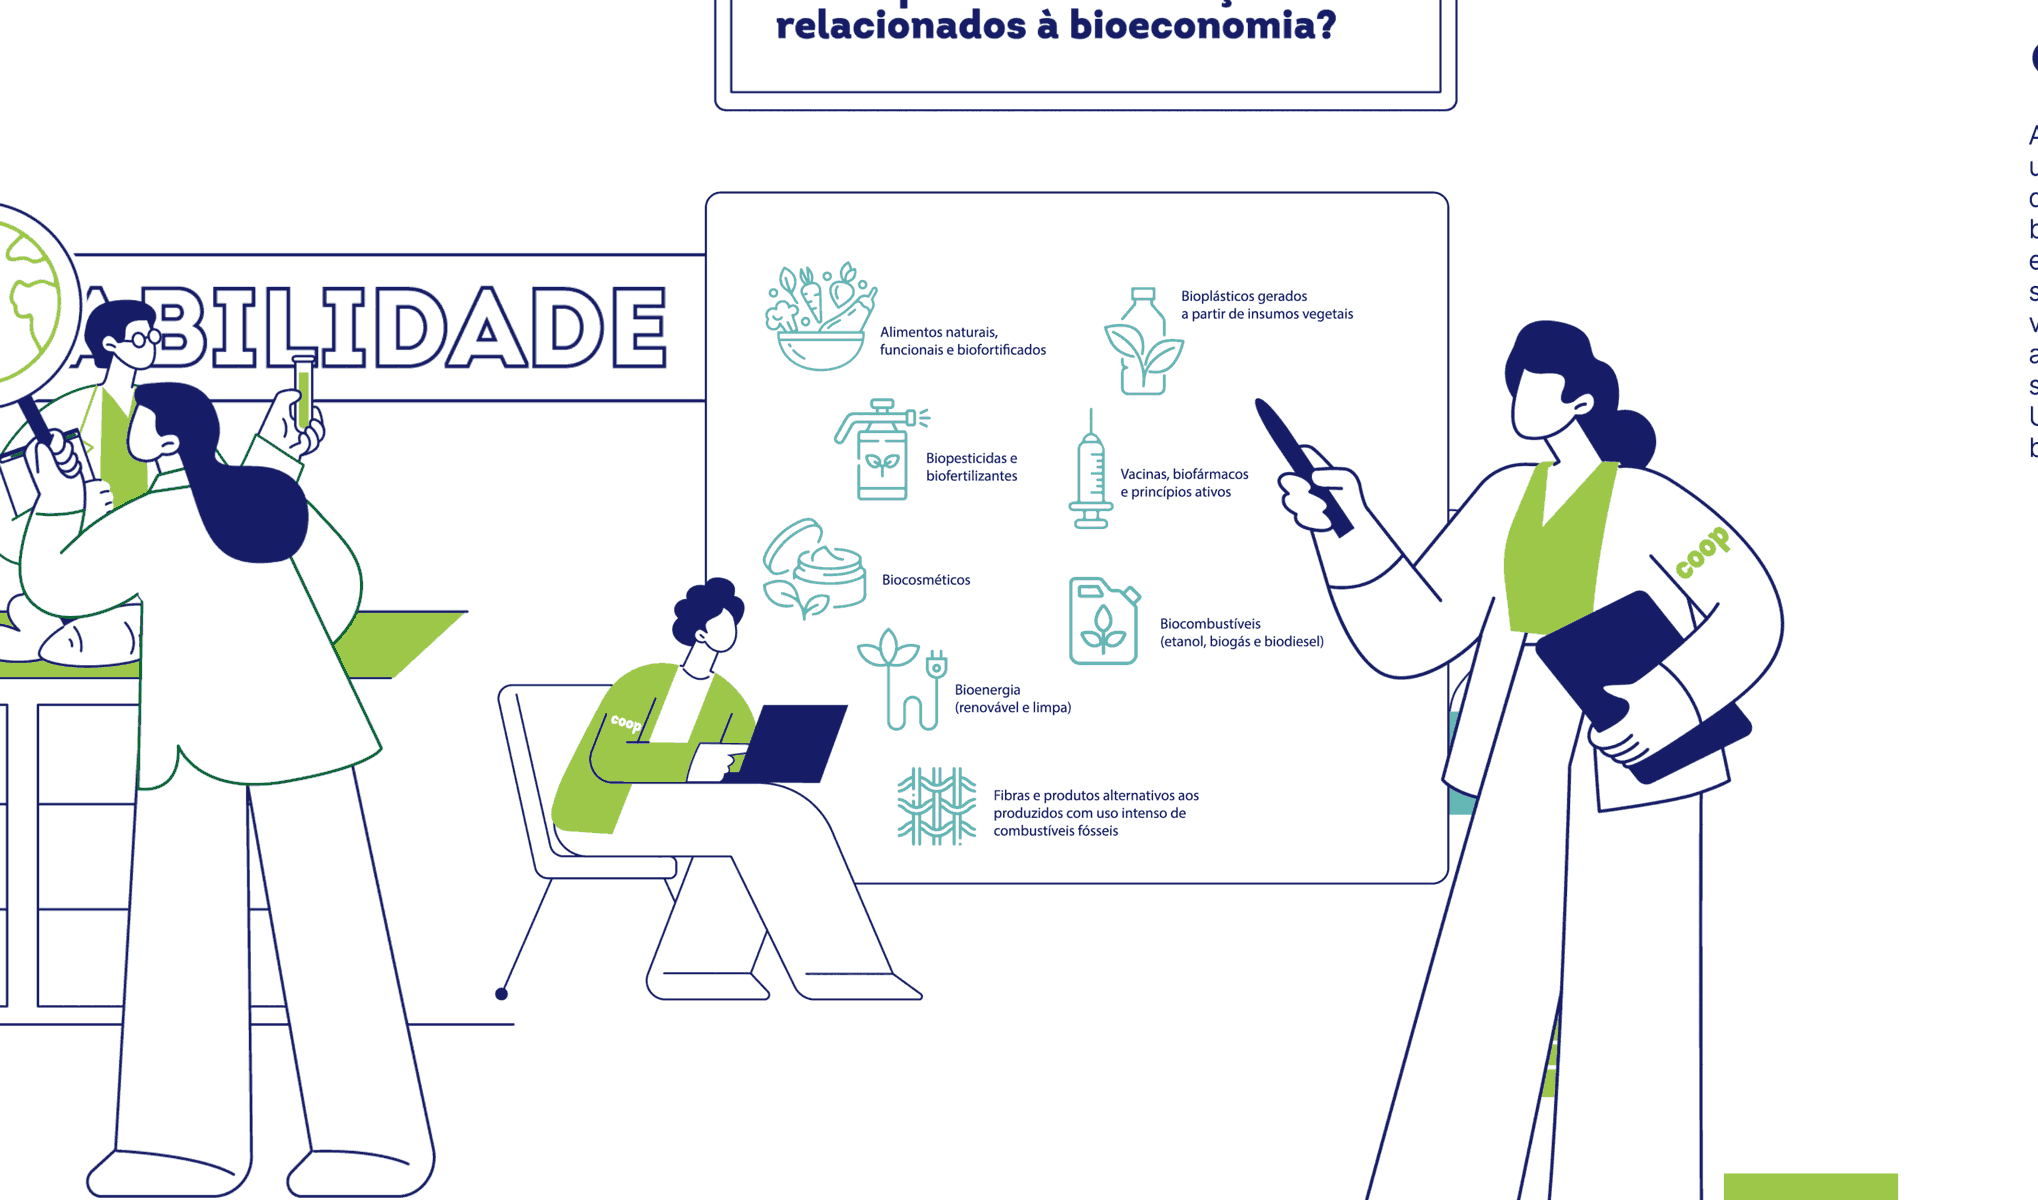 relacionados à bioeconomia?
ABILIDADE
Alimentos naturais,
funcionais e biofortificados
Bioplásticos gerados
a partir de insumos vegetais
Biopesticidas e
biofertilizantes
Vacinas, biofármacos
e princípios ativos
Biocosméticos
Biocombustíveis
(etanol, biogás e biodiesel)
Bioenergia
(renovável e limpa)
Fibras e produtos alternativos aos
produzidos com uso intenso de
combustíveis fósseis
coop
coop